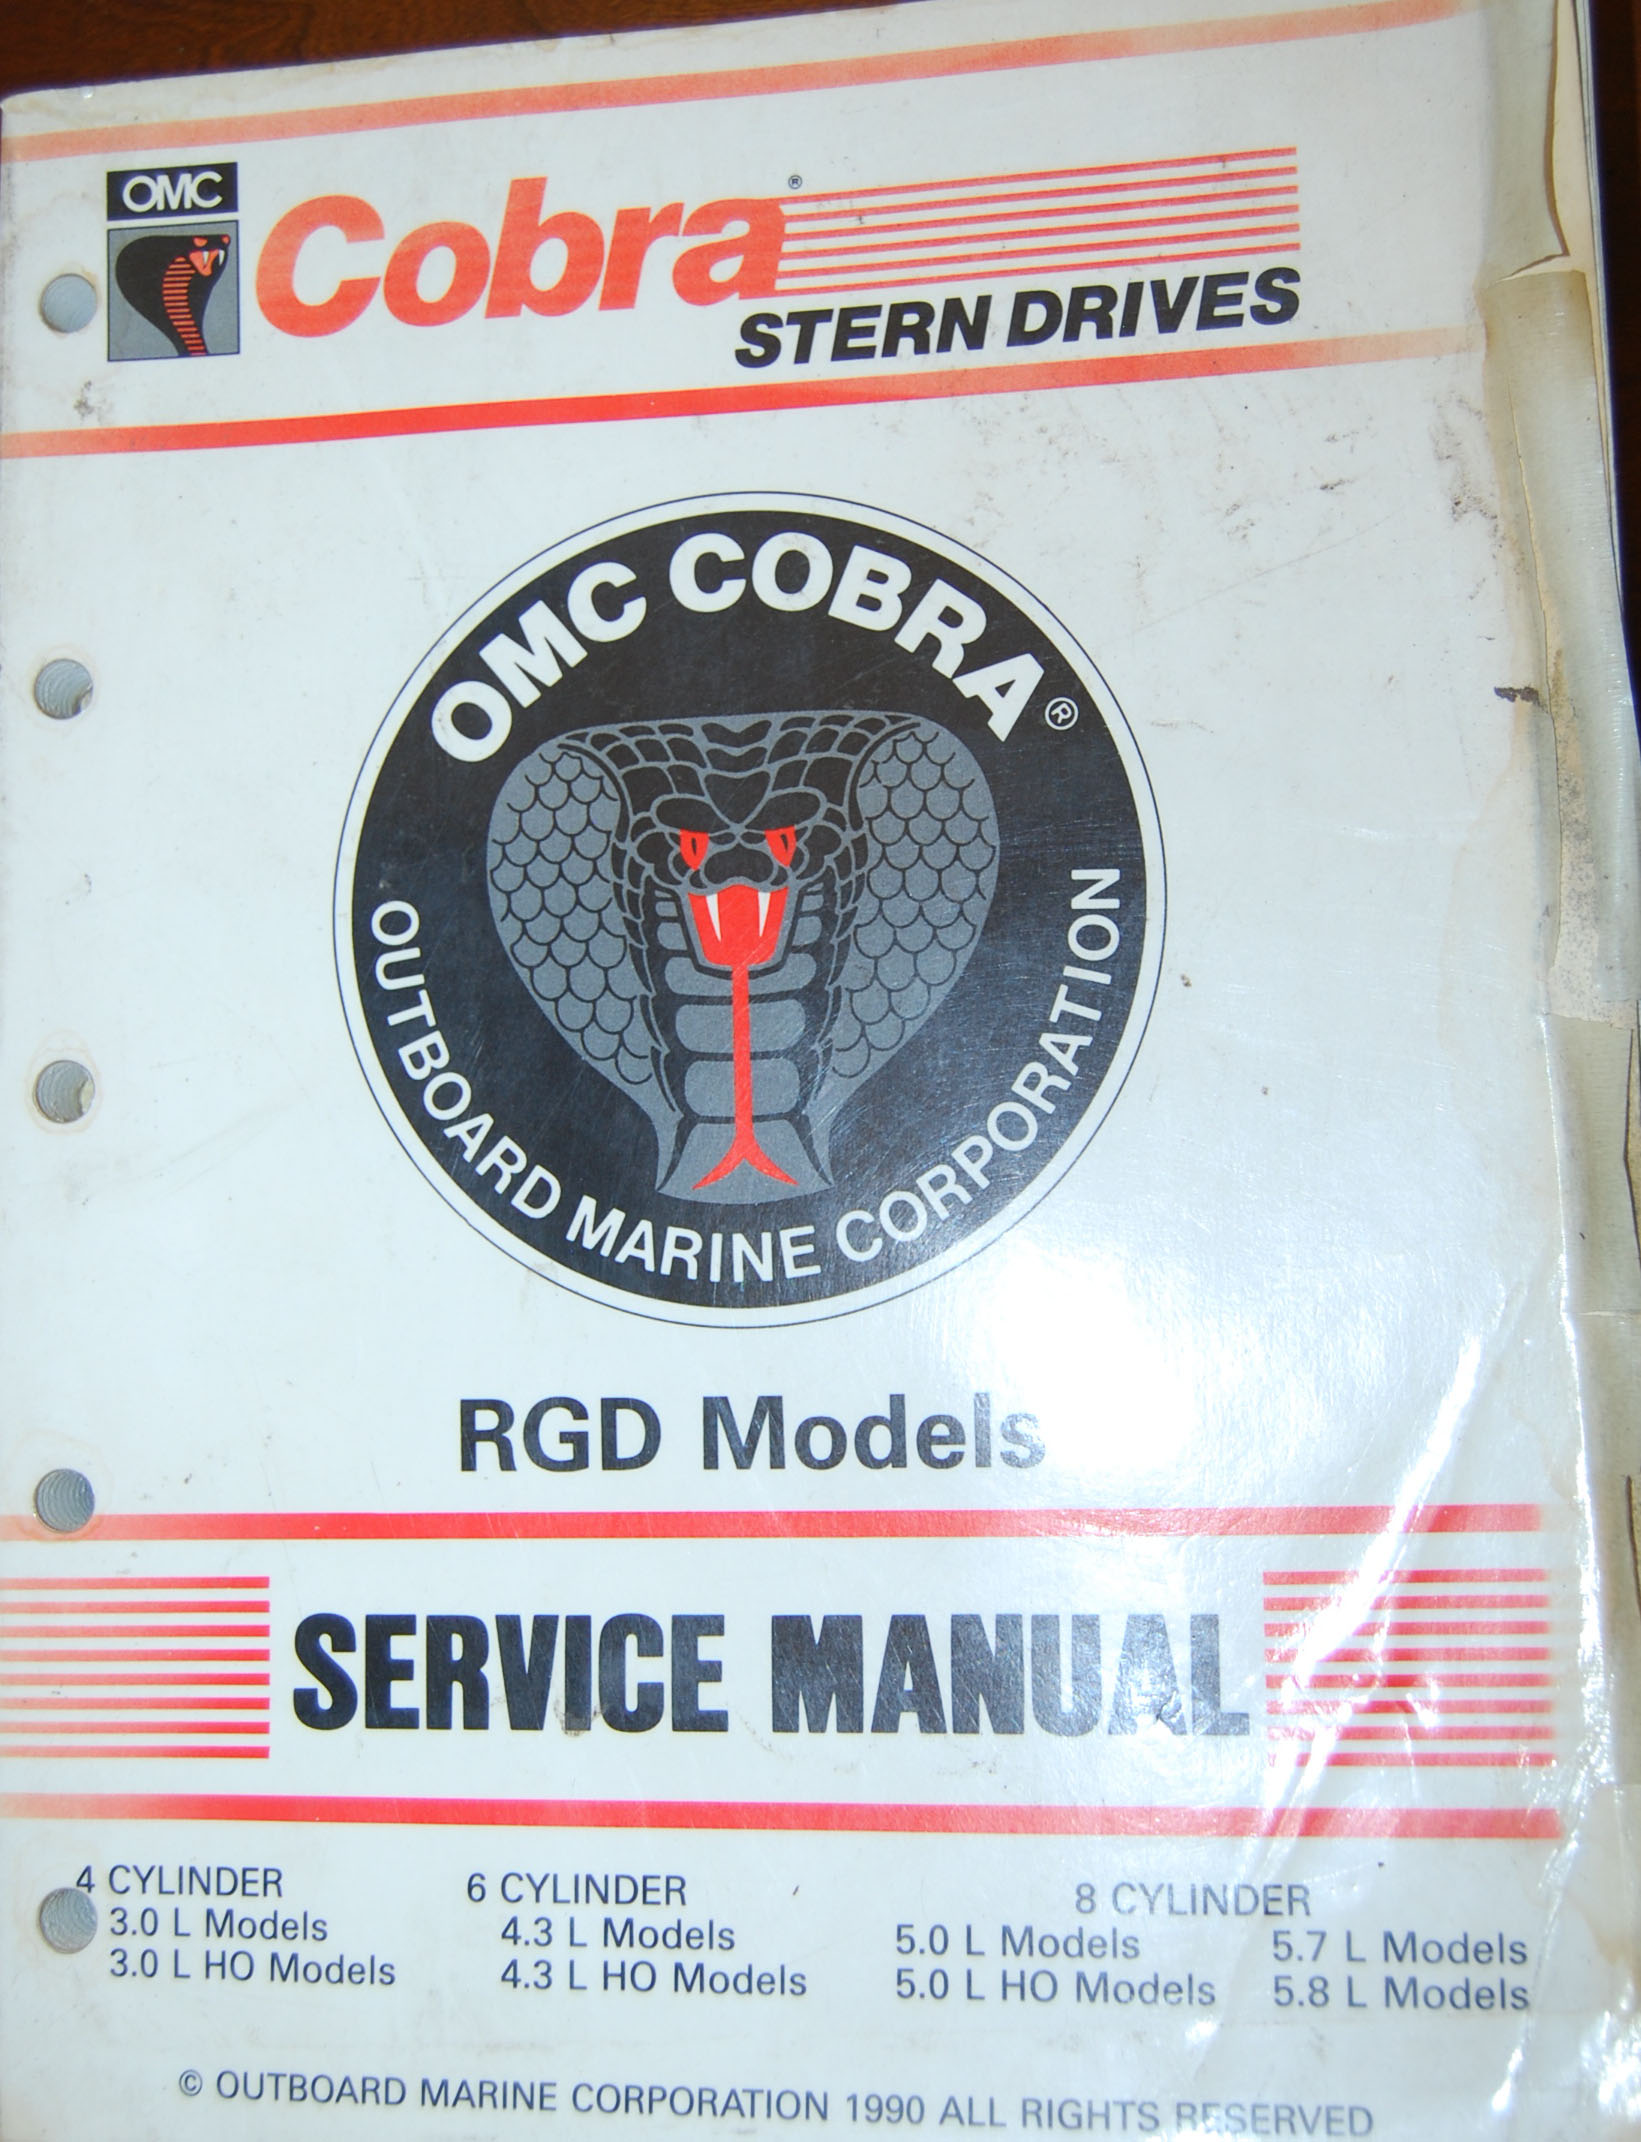 OMC
Cobra®
STERN DRIVES
OMC COBRA®
OUTBOARD MARINE CORPORATION
RGD Models
SERVICE MANUAL
4 CYLINDER
3.0 L Models
3.0 L HO Models
6 CYLINDER
4.3 L Models
4.3 L HO Models
8 CYLINDER
5.0 L Models 5.7 L Models
5.0 L HO Models 5.8 L Models
© OUTBOARD MARINE CORPORATION 1990 ALL RIGHTS RESERVED